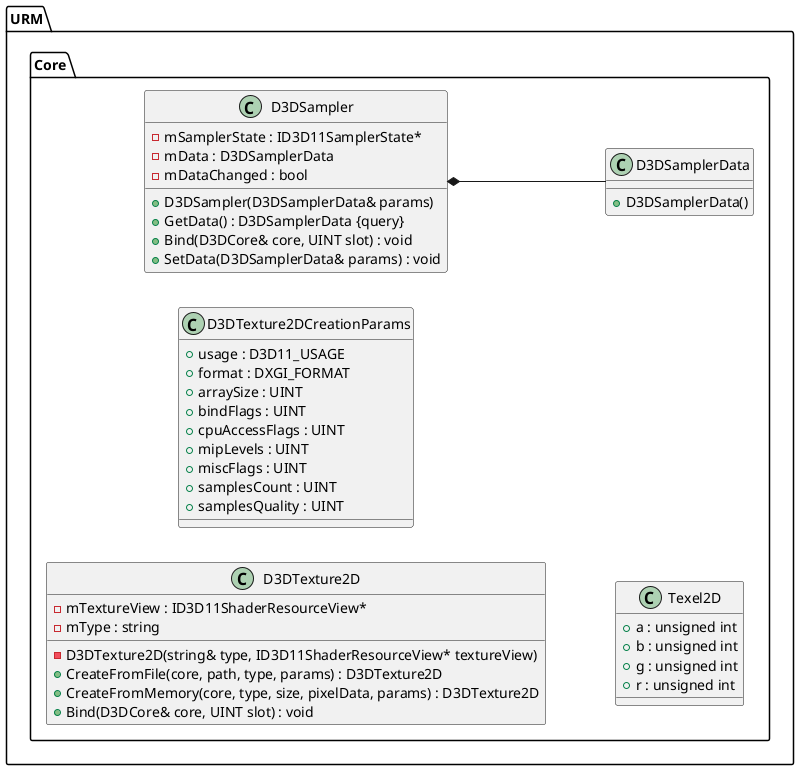 URM
Core
C D3DSampler
mSamplerState : ID3D11SamplerState*
mData : D3DSamplerData
mDataChanged : bool
D3DSampler(D3DSamplerData& params)
GetData() : D3DSamplerData {query}
Bind(D3DCore& core, UINT slot) : void
SetData(D3DSamplerData& params) : void
C D3DSamplerData
D3DSamplerData()
C D3DTexture2DCreationParams
usage : D3D11_USAGE
format : DXGI_FORMAT
arraySize : UINT
bindFlags : UINT
cpuAccessFlags : UINT
mipLevels : UINT
miscFlags : UINT
samplesCount : UINT
samplesQuality : UINT
C D3DTexture2D
mTextureView : ID3D11ShaderResourceView*
mType : string
D3DTexture2D(string& type, ID3D11ShaderResourceView* textureView)
CreateFromFile(core, path, type, params) : D3DTexture2D
CreateFromMemory(core, type, size, pixelData, params) : D3DTexture2D
Bind(D3DCore& core, UINT slot) : void
C Texel2D
a : unsigned int
b : unsigned int
g : unsigned int
r : unsigned int